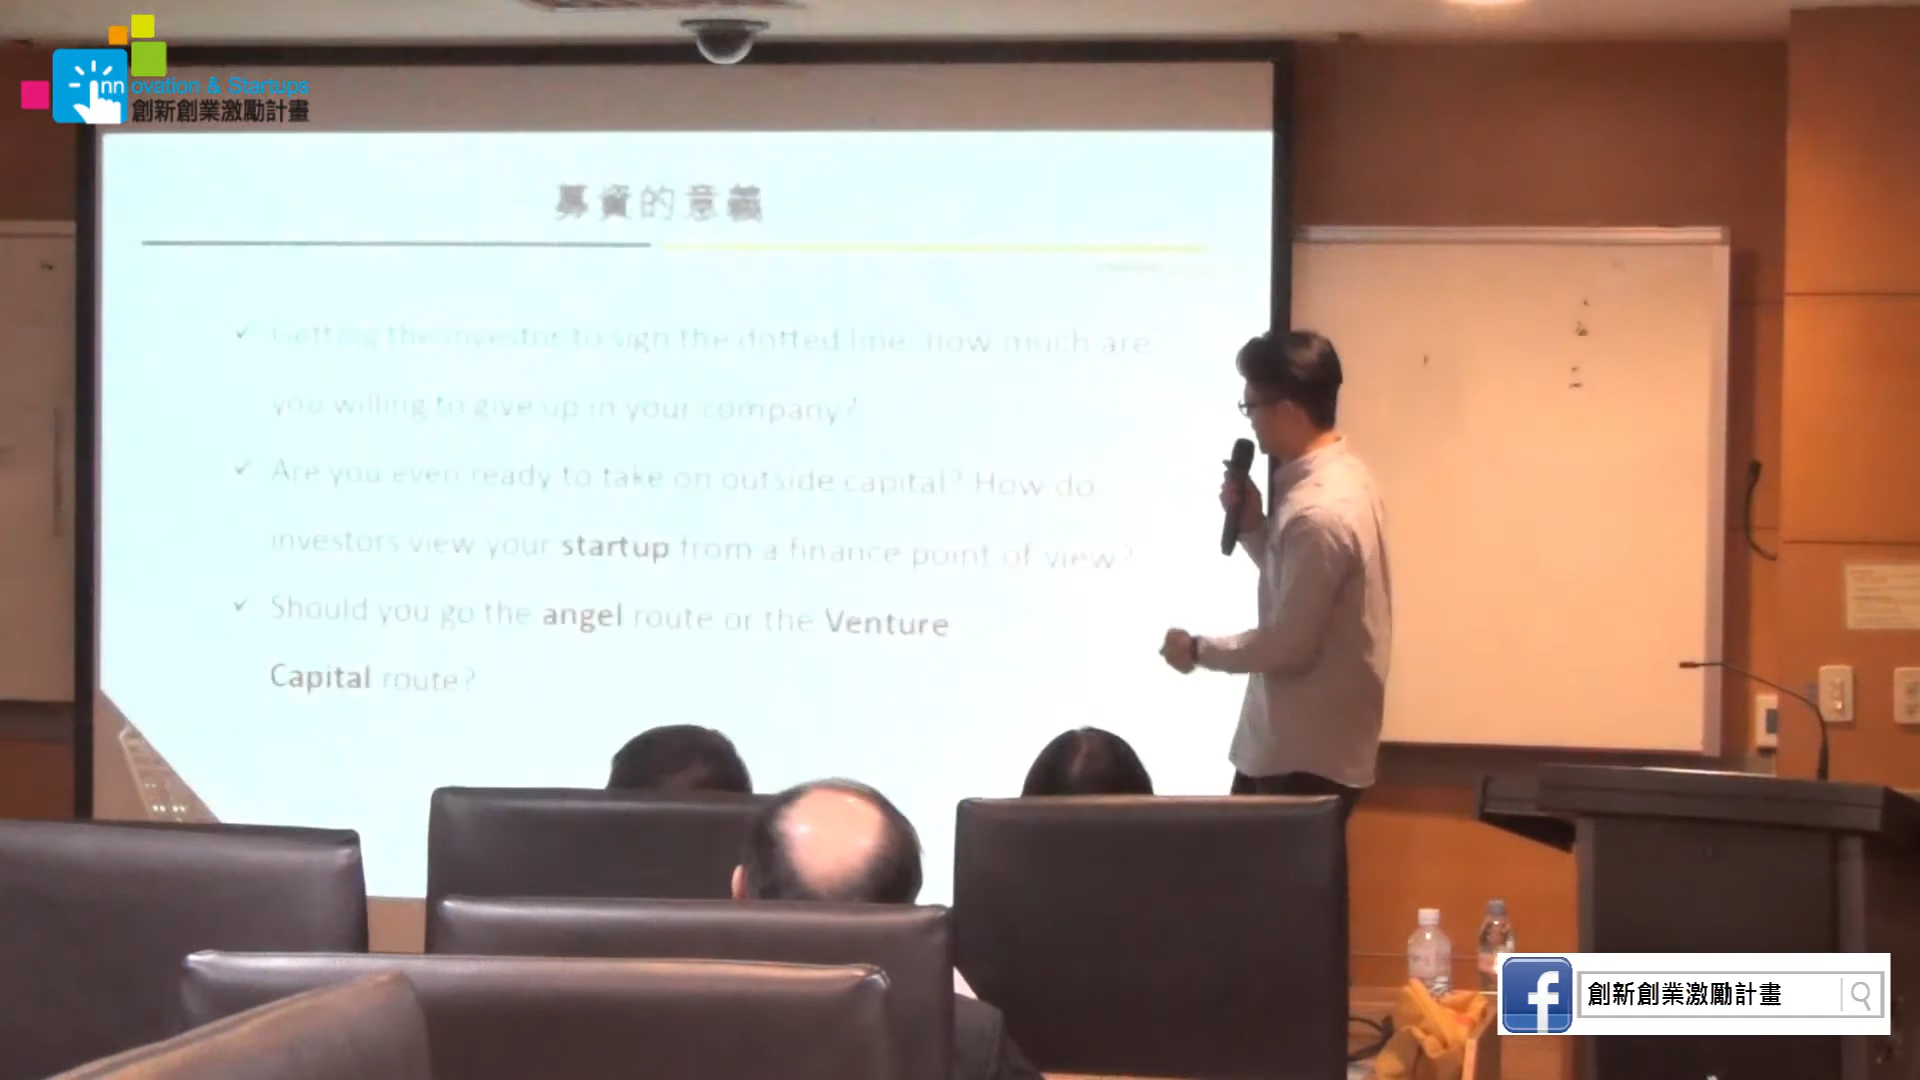 innovation & Startups
創新創業激勵計畫
募資的意義
✓ Getting the investor to sign the dotted line: how much are
you willing to give up in your company?
✓ Are you even ready to take on outside capital? How do
investors view your startup from a finance point of view?
✓ Should you go the angel route or the Venture
Capital route?
f 創新創業激勵計畫